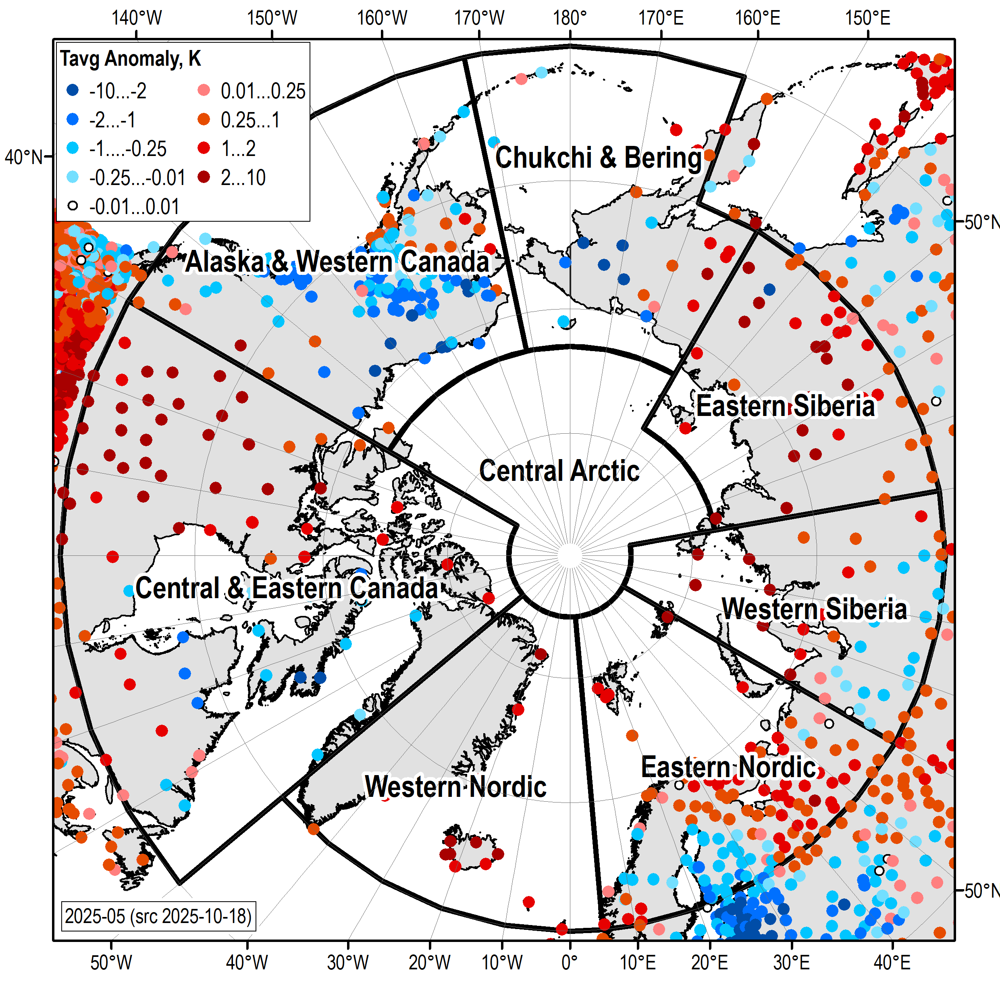 140°W 150°W 160°W 170°W 180° 170°E 160°E 150°E
Tavg Anomaly, K
-10...-2 0.01...0.25
-2...-1 0.25...1
-1....-0.25 1...2
-0.25...-0.01 2...10
-0.01...0.01
40°N
50°N
Chukchi & Bering
Alaska & Western Canada
Eastern Siberia
Central Arctic
Central & Eastern Canada
Western Siberia
Eastern Nordic
Western Nordic
50°N
2025-05 (src 2025-10-18)
50°W 40°W 30°W 20°W 10°W 0° 10°E 20°E 30°E 40°E